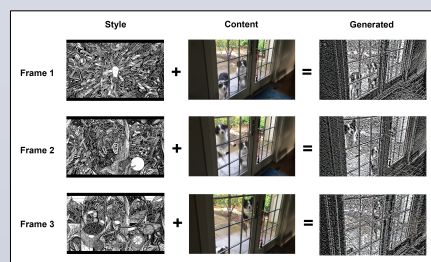 Style Content Generated
Frame 1 + =
Frame 2 + =
Frame 3 + =